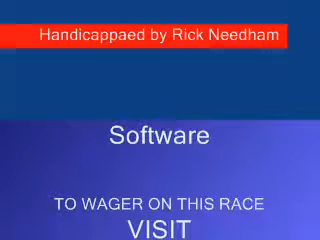 Handicappaed by Rick Needham
Software
TO WAGER ON THIS RACE
VISIT